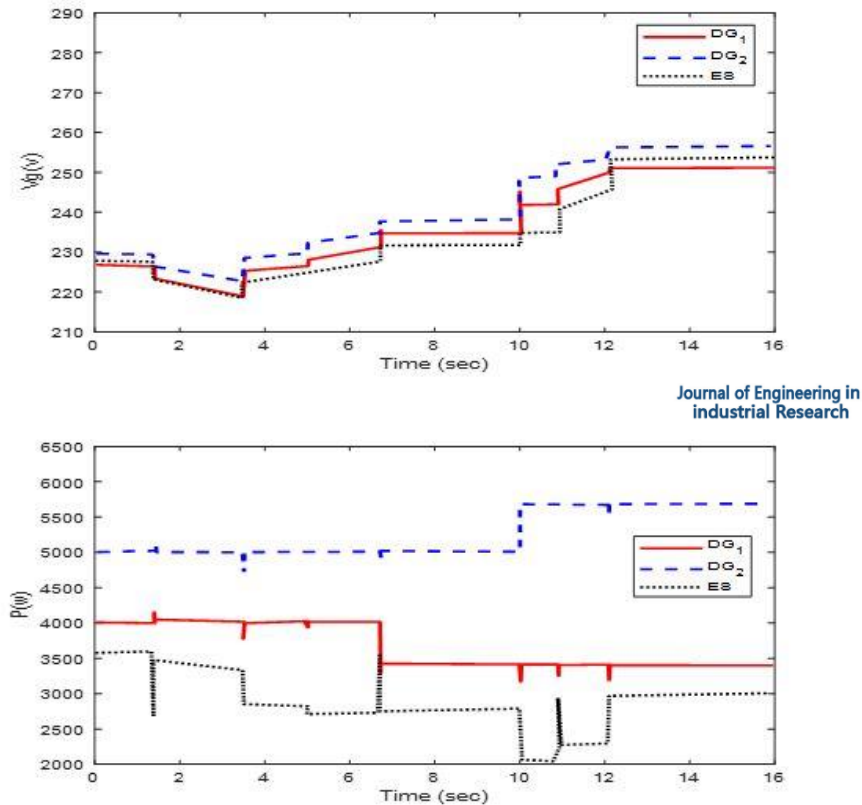 290
280
270
260
250
240
230
220
210
Vg(v)
DG1
DG2
ES
0 2 4 6 8 10 12 14 16
Time (sec)
Journal of Engineering in
industrial Research
6500
6000
5500
5000
4500
4000
3500
3000
2500
2000
P(w)
DG1
DG2
ES
0 2 4 6 8 10 12 14 16
Time (sec)